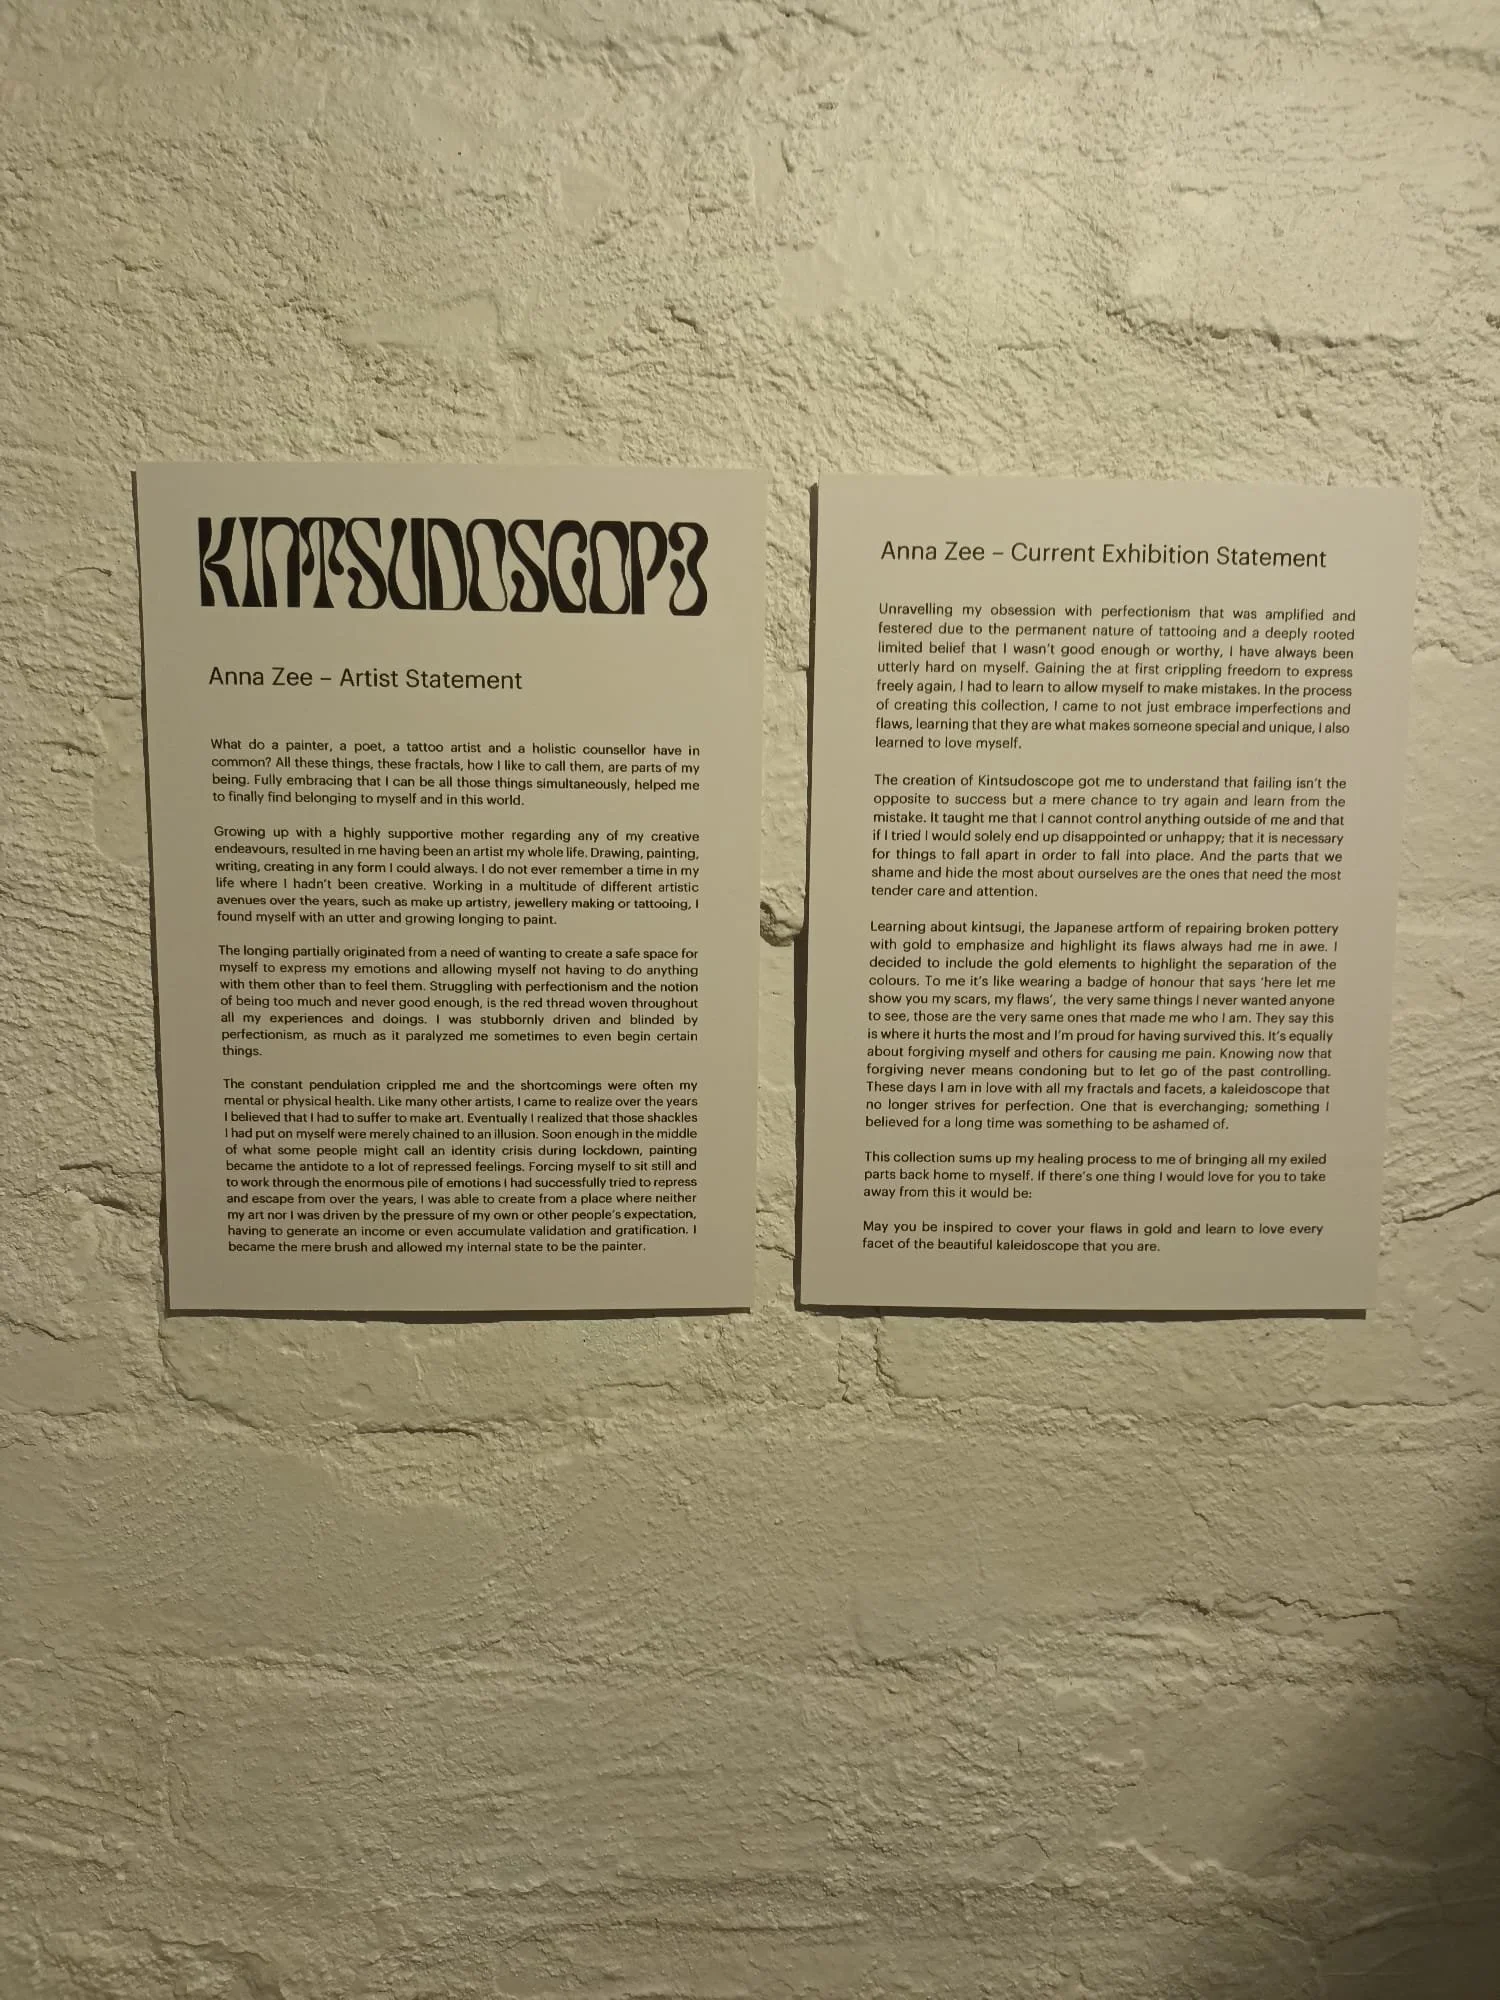 KINTSUDOSCOPE
Anna Zee – Artist Statement
What do a painter, a poet, a tattoo artist and a holistic counsellor have in
common? All these things, these fractals, how I like to call them, are parts of my
being. Fully embracing that I can be all those things simultaneously, helped me
to finally find belonging to myself and in this world.
Growing up with a highly supportive mother regarding any of my creative
endeavours, resulted in me having been an artist my whole life. Drawing, painting,
writing, creating in any form I could always. I do not ever remember a time in my
life where I hadn't been creative. Working in a multitude of different artistic
avenues over the years, such as make up artistry, jewellery making or tattooing, I
found myself with an utter and growing longing to paint.
The longing partially originated from a need of wanting to create a safe space for
myself to express my emotions and allowing myself not having to do anything
with them other than to feel them. Struggling with perfectionism and the notion
of being too much and never good enough, is the red thread woven throughout
all my experiences and doings. I was stubbornly driven and blinded by
perfectionism, as much as it paralyzed me sometimes to even begin certain
things.
The constant pendulation crippled me and the shortcomings were often my
mental or physical health. Like many other artists, I came to realize over the years
I believed that I had to suffer to make art. Eventually I realized that those shackles
I had put on myself were merely chained to an illusion. Soon enough in the middle
of what some people might call an identity crisis during lockdown, painting
became the antidote to a lot of repressed feelings. Forcing myself to sit still and
to work through the enormous pile of emotions I had successfully tried to repress
and escape from over the years, I was able to create from a place where neither
my art nor I was driven by the pressure of my own or other people's expectation,
having to generate an income or even accumulate validation and gratification. I
became the mere brush and allowed my internal state to be the painter.
Anna Zee – Current Exhibition Statement
Unravelling my obsession with perfectionism that was amplified and
festered due to the permanent nature of tattooing and a deeply rooted
limited belief that I wasn't good enough or worthy, I have always been
utterly hard on myself. Gaining the at first crippling freedom to express
freely again, I had to learn to allow myself to make mistakes. In the process
of creating this collection, I came to not just embrace imperfections and
flaws, learning that they are what makes someone special and unique, I also
learned to love myself.
The creation of Kintsudoscope got me to understand that failing isn't the
opposite to success but a mere chance to try again and learn from the
mistake. It taught me that I cannot control anything outside of me and that
if I tried I would solely end up disappointed or unhappy; that it is necessary
for things to fall apart in order to fall into place. And the parts that we
shame and hide the most about ourselves are the ones that need the most
tender care and attention.
Learning about kintsugi, the Japanese artform of repairing broken pottery
with gold to emphasize and highlight its flaws always had me in awe. I
decided to include the gold elements to highlight the separation of the
colours. To me it's like wearing a badge of honour that says 'here let me
show you my scars, my flaws', the very same things I never wanted anyone
to see, those are the very same ones that made me who I am. They say this
is where it hurts the most and I'm proud for having survived this. It's equally
about forgiving myself and others for causing me pain. Knowing now that
forgiving never means condoning but to let go of the past controlling.
These days I am in love with all my fractals and facets, a kaleidoscope that
no longer strives for perfection. One that is everchanging; something I
believed for a long time was something to be ashamed of.
This collection sums up my healing process to me of bringing all my exiled
parts back home to myself. If there's one thing I would love for you to take
away from this it would be:
May you be inspired to cover your flaws in gold and learn to love every
facet of the beautiful kaleidoscope that you are.